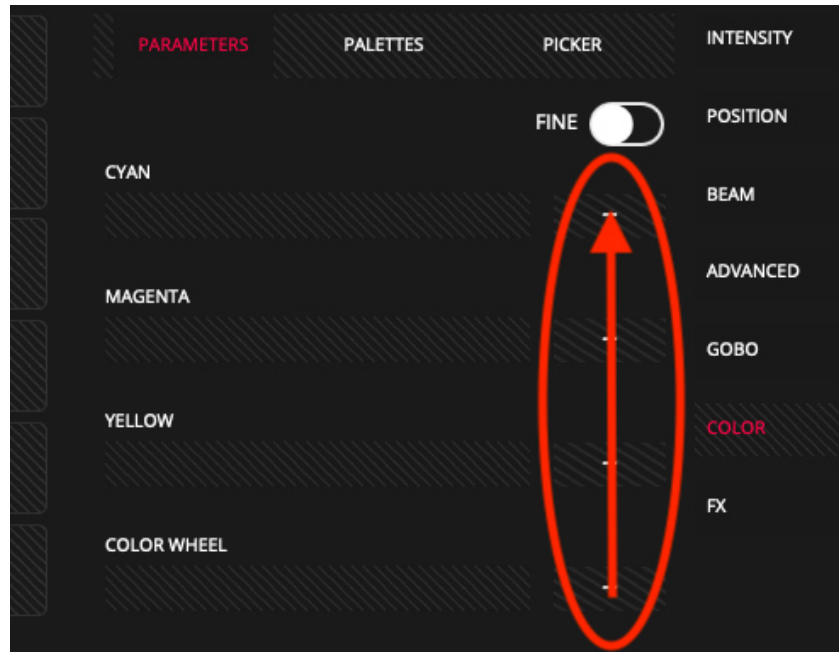 PARAMETERS PALETTES PICKER
INTENSITY
FINE
POSITION
CYAN
-
BEAM
ADVANCED
MAGENTA
-
GOBO
YELLOW
COLOR
-
FX
COLOR WHEEL
-